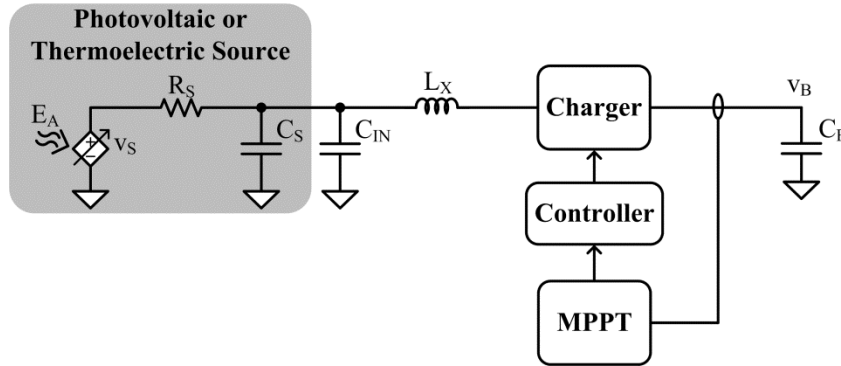 Photovoltaic or
Thermoelectric Source
R_S
L_X
v_B
E_A
v_S
C_S
C_IN
Charger
Controller
MPPT